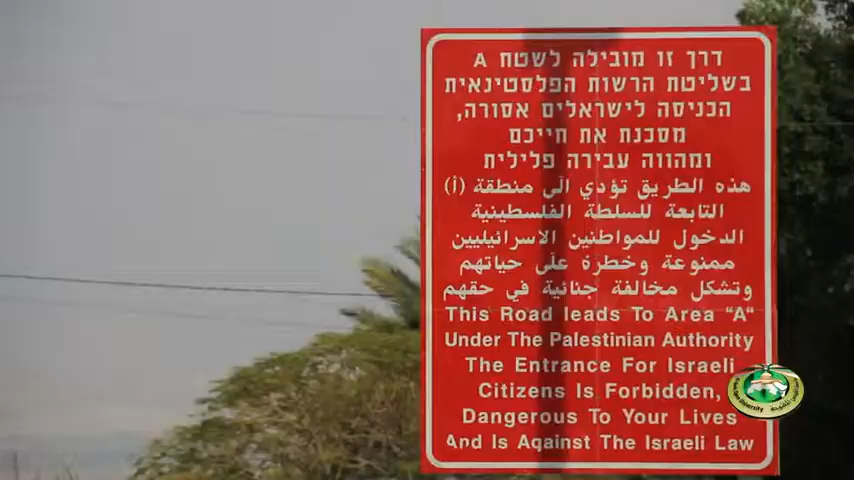 דרך זו מובילה לשטח A
בשליטת הרשות הפלסטינאית
הכניסה לישראלים אסורה,
מסכנת את חייכם
ומהווה עבירה פלילית
هذه الطريق تؤدي الى منطقة (أ)
التابعة للسلطة الفلسطينية
الدخول للمواطنين الاسرائيليين
ممنوعة وخطرة على حياتهم
وتشكل مخالفة جنائية في حقهم
This Road leads To Area "A"
Under The Palestinian Authority
The Entrance For Israeli
Citizens Is Forbidden,
Dangerous To Your Lives
And Is Against The Israeli Law